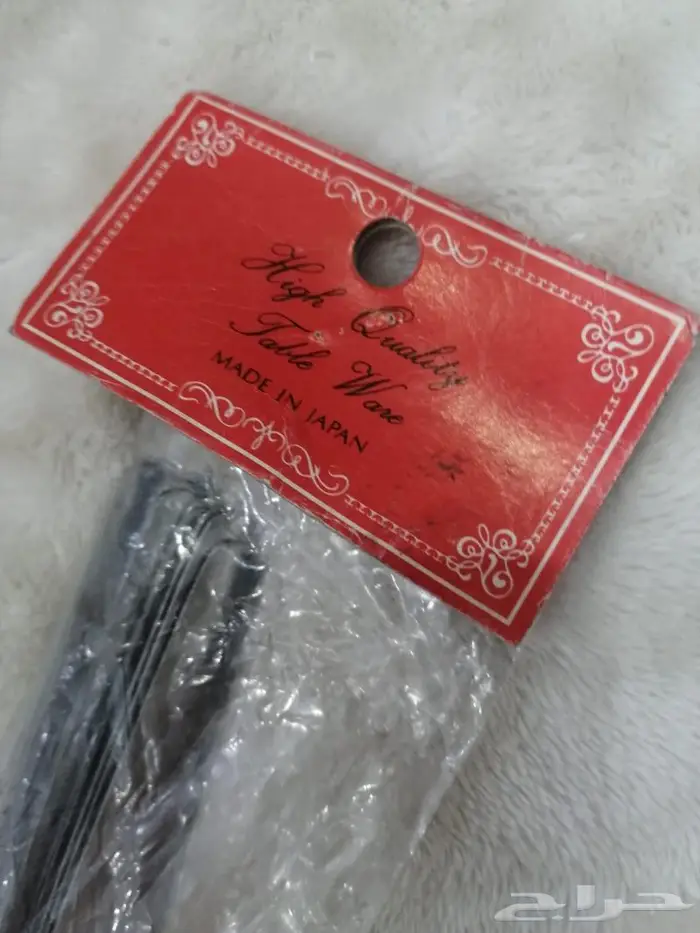 High Quality
Table Ware
MADE IN JAPAN
حراج